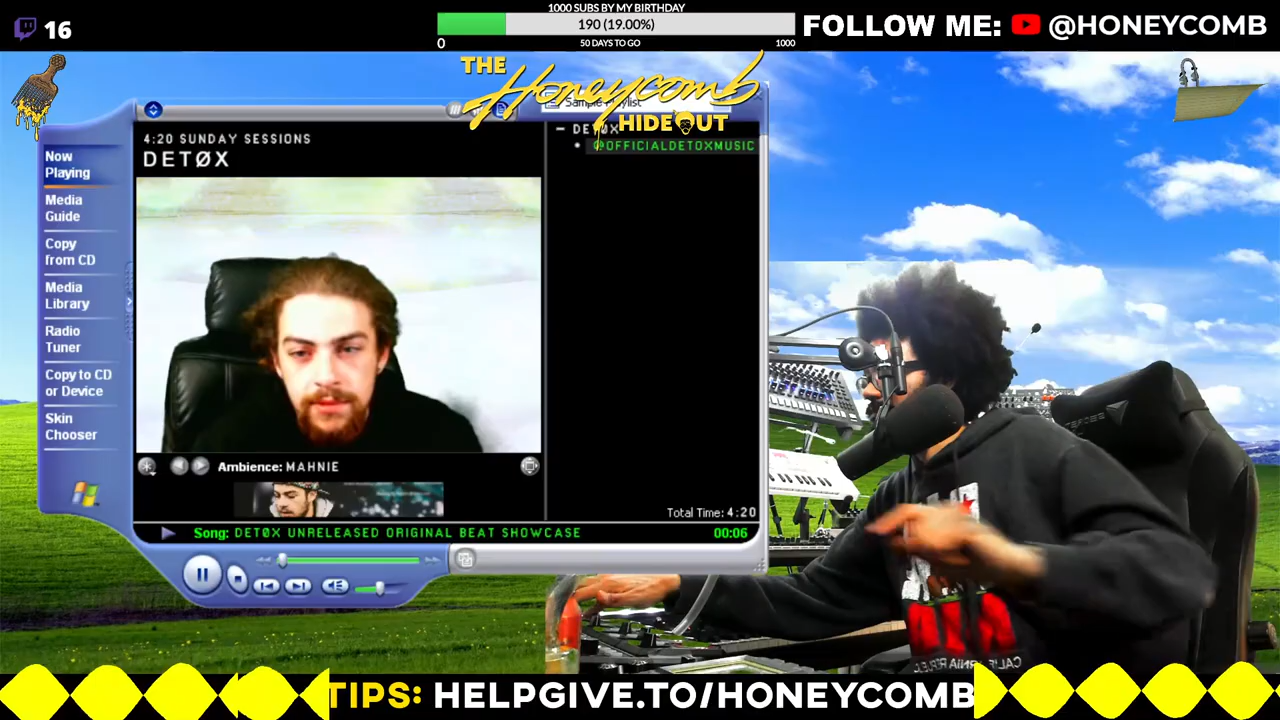 16
1000 SUBS BY MY BIRTHDAY
190 (19.00%)
0
50 DAYS TO GO
1000
FOLLOW ME: @HONEYCOMB
THE
Honeycomb
HIDEOUT
Sample Playlist
4:20 SUNDAY SESSIONS
DETØX
DETØX
@OFFICIALDETOXMUSIC
Now
Playing
Media
Guide
Copy
from CD
Media
Library
Radio
Tuner
Copy to CD
or Device
Skin
Chooser
Ambience: MAHNIE
Total Time: 4:20
Song: DETØX UNRELEASED ORIGINAL BEAT SHOWCASE
00:06
TIPS: HELPGIVE.TO/HONEYCOMB